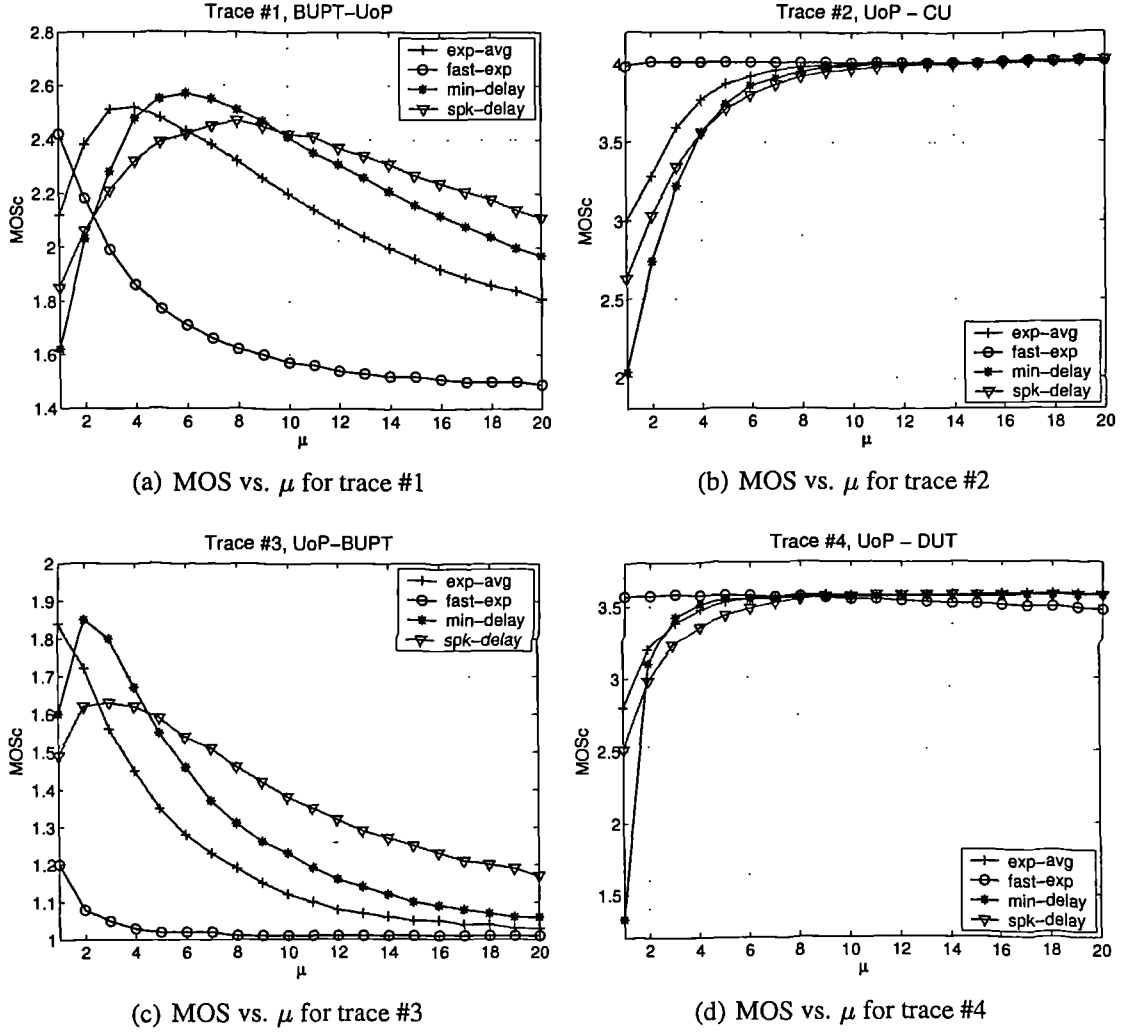 Trace #1, BUPT-UoP
MOSc
2.8
2.6
2.4
2.2
2
1.8
1.6
1.4
2 4 6 8 10 12 14 16 18 20
μ
exp-avg
fast-exp
min-delay
spk-delay
(a) MOS vs. μ for trace #1
Trace #2, UoP - CU
MOSc
4
3.5
3
2.5
2
2 4 6 8 10 12 14 16 18 20
μ
exp-avg
fast-exp
min-delay
spk-delay
(b) MOS vs. μ for trace #2
Trace #3, UoP-BUPT
MOSc
2
1.9
1.8
1.7
1.6
1.5
1.4
1.3
1.2
1.1
1
2 4 6 8 10 12 14 16 18 20
μ
exp-avg
fast-exp
min-delay
spk-delay
(c) MOS vs. μ for trace #3
Trace #4, UoP - DUT
MOSc
3.5
3
2.5
2
1.5
2 4 6 8 10 12 14 16 18 20
μ
exp-avg
fast-exp
min-delay
spk-delay
(d) MOS vs. μ for trace #4